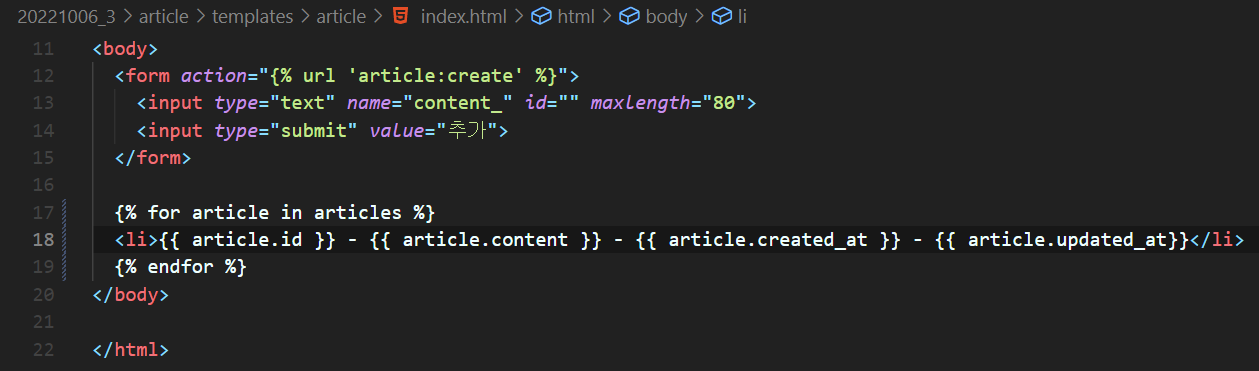 20221006_3 > article > templates > article > index.html > html > body > li
11 <body>
12 <form action="{% url 'article:create' %}">
13 <input type="text" name="content_" id="" maxlength="80">
14 <input type="submit" value="추가">
15 </form>
16
17 {% for article in articles %}
18 <li>{{ article.id }} - {{ article.content }} - {{ article.created_at }} - {{ article.updated_at}}</li>
19 {% endfor %}
20 </body>
21
22 </html>